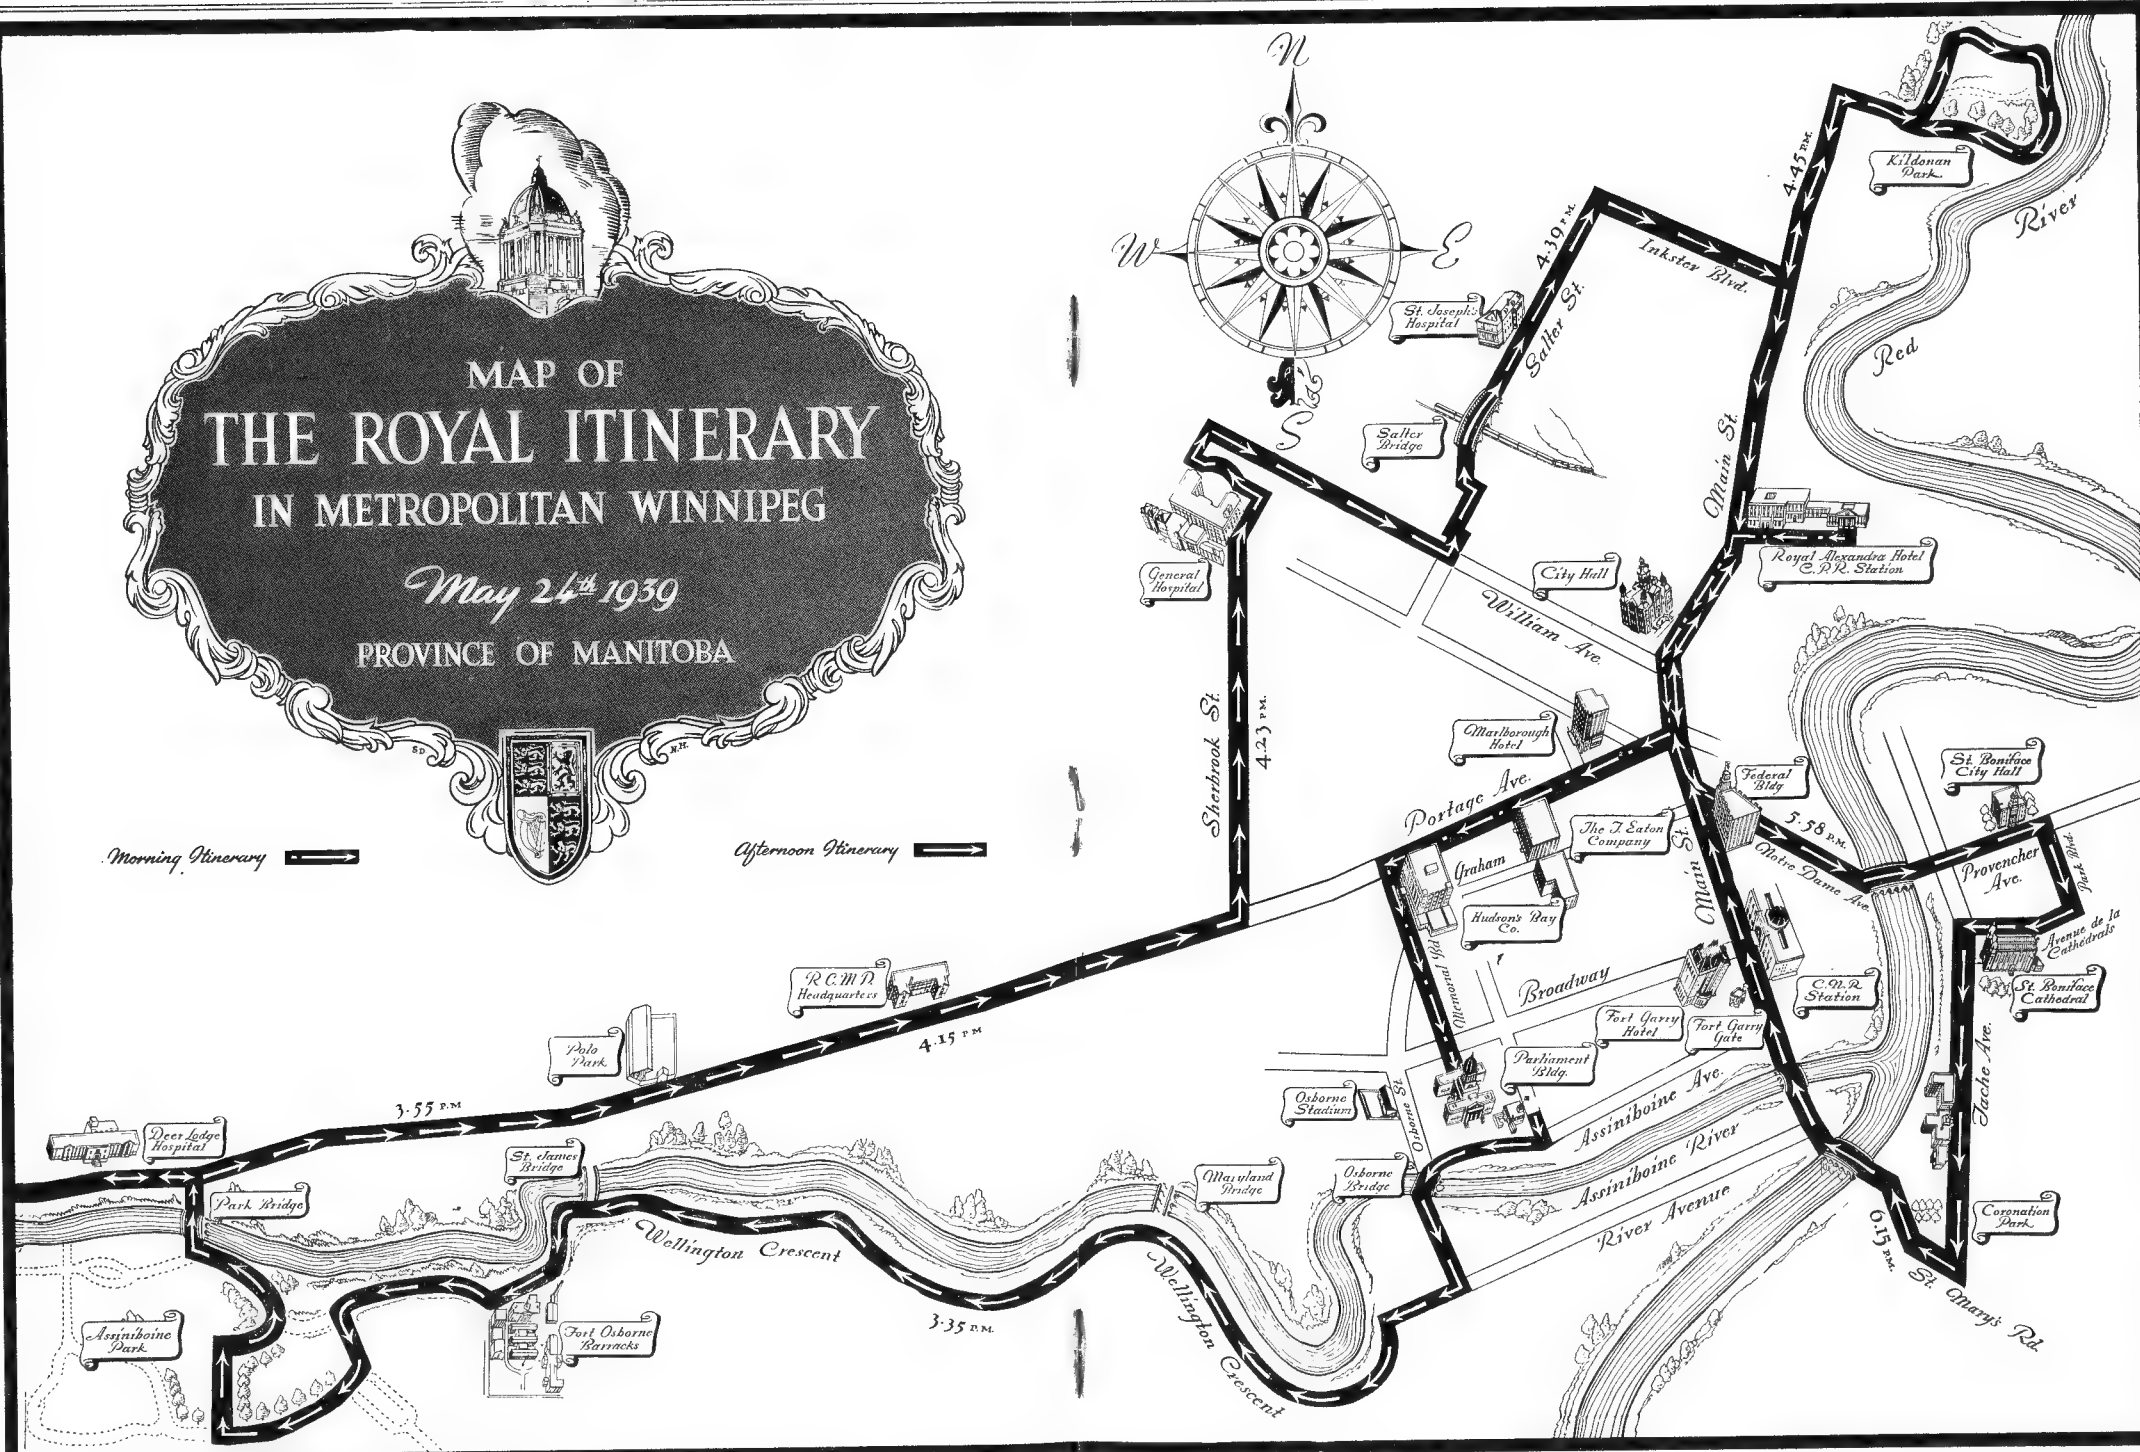 MAP OF
THE ROYAL ITINERARY
IN METROPOLITAN WINNIPEG
May 24th 1939
PROVINCE OF MANITOBA
S D
N.H.
Morning Itinerary
Afternoon Itinerary
N
W
E
S
Kildonan
Park
4.45 P.M.
River
Red
4.39 P.M.
Inkster Blvd.
St. Joseph's
Hospital
Salter St.
Salter
Bridge
Main St.
Royal Alexandra Hotel
C.P.R. Station
General
Hospital
City Hall
William Ave.
Marlborough
Hotel
Sherbrook St.
4.23 P.M.
Portage Ave.
Federal
Bldg
St. Boniface
City Hall
The T. Eaton
Company
5.58 P.M.
Notre Dame Ave.
Provencher
Ave.
Park Blvd.
Graham
Main St.
Hudson's Bay
Co.
Memorial Blvd.
Broadway
Avenue de la
Cathedrals
St. Boniface
Cathedral
C.N.R.
Station
Fort Garry
Hotel
Fort Garry
Gate
R.C.M.P.
Headquarters
4.15 P M
Polo
Park
Parliament
Bldg.
Osborne
Stadium
Osborne St
Assiniboine Ave.
Tache Ave.
3.55 P.M
Deer Lodge
Hospital
St. James
Bridge
Park Bridge
Maryland
Bridge
Osborne
Bridge
Assiniboine River
River Avenue
Coronation
Park
6.15 P.M.
St. Mary's Rd.
Wellington Crescent
3.35 P.M.
Wellington Crescent
Assiniboine
Park
Fort Osborne
Barracks